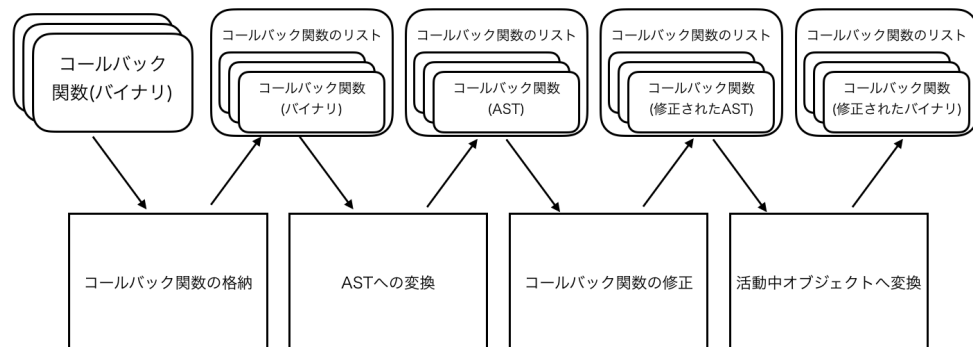 コールバック
関数(バイナリ)
コールバック関数のリスト
コールバック関数
(バイナリ)
コールバック関数のリスト
コールバック関数
(AST)
コールバック関数のリスト
コールバック関数
(修正されたAST)
コールバック関数のリスト
コールバック関数
(修正されたバイナリ)
コールバック関数の格納
ASTへの変換
コールバック関数の修正
活動中オブジェクトへ変換